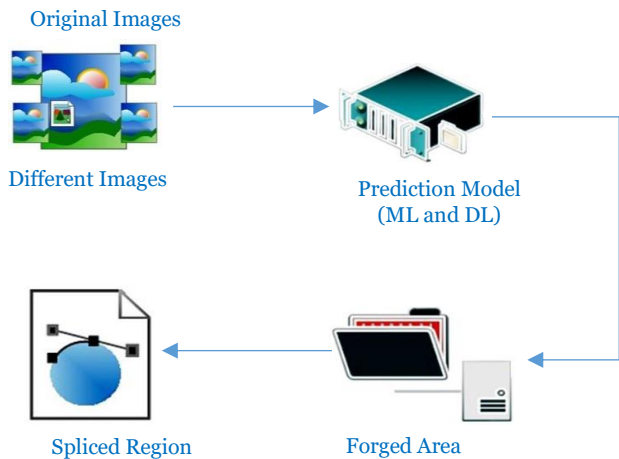 Original Images
Different Images
Prediction Model
(ML and DL)
Spliced Region
Forged Area